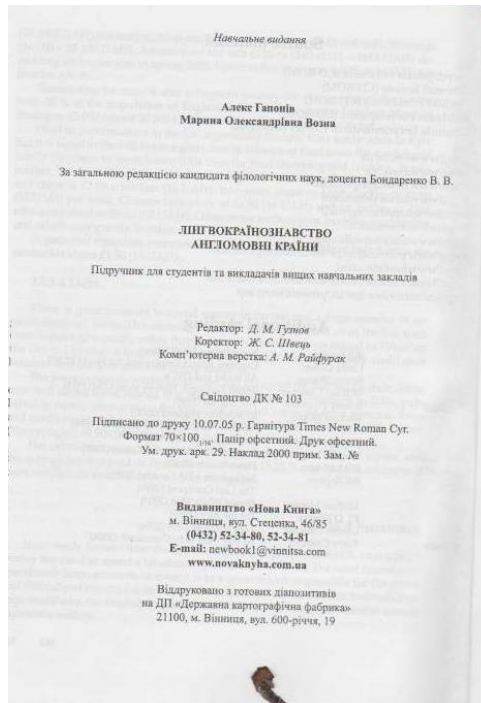 Навчальне видання
Алекс Гапонів
Марина Олександрівна Возна
За загальною редакцією кандидата філологічних наук, доцента Бондаренко В. В.
ЛІНГВОКРАЇНОЗНАВСТВО
АНГЛОМОВНІ КРАЇНИ
Підручник для студентів та викладачів вищих навчальних закладів
Редактор: Д. М. Гузнов
Коректор: Ж. С. Швець
Комп’ютерна верстка: А. М. Райфурак
Свідоцтво ДК № 103
Підписано до друку 10.07.05 р. Гарнітура Times New Roman Cyr.
Формат 70×100 1/16. Папір офсетний. Друк офсетний.
Ум. друк. арк. 29. Наклад 2000 прим. Зам. №
Видавництво «Нова Книга»
м. Вінниця, вул. Стеценка, 46/85
(0432) 52-34-80, 52-34-81
E-mail: newbook1@vinnitsa.com
www.novaknyha.com.ua
Віддруковано з готових діапозитивів
на ДП «Державна картографічна фабрика»
21100, м. Вінниця, вул. 600-річчя, 19